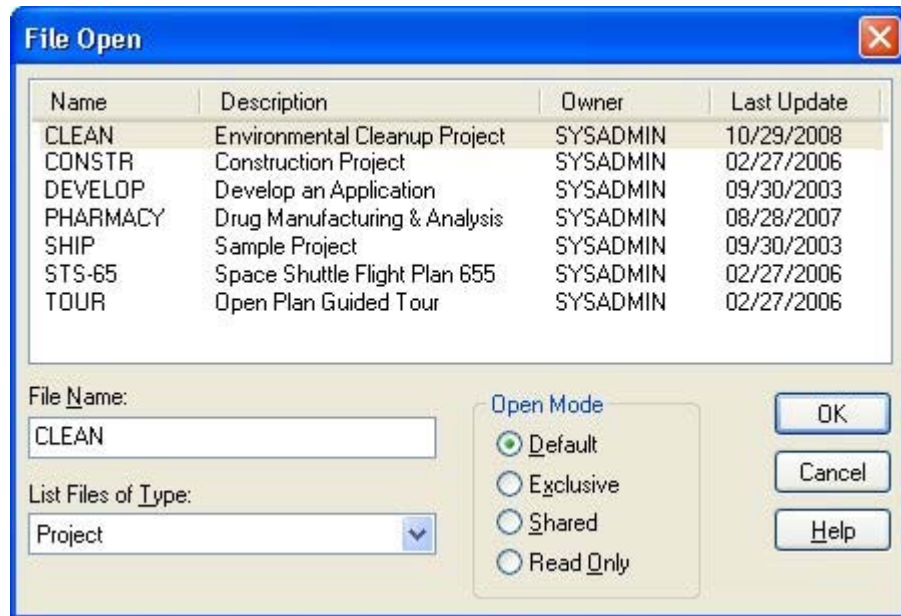 File Open
Name Description Owner Last Update
CLEAN Environmental Cleanup Project SYSADMIN 10/29/2008
CONSTR Construction Project SYSADMIN 02/27/2006
DEVELOP Develop an Application SYSADMIN 09/30/2003
PHARMACY Drug Manufacturing & Analysis SYSADMIN 08/28/2007
SHIP Sample Project SYSADMIN 09/30/2003
STS-65 Space Shuttle Flight Plan 655 SYSADMIN 02/27/2006
TOUR Open Plan Guided Tour SYSADMIN 02/27/2006
File Name:
CLEAN
List Files of Type:
Project
Open Mode
Default
Exclusive
Shared
Read Only
OK
Cancel
Help